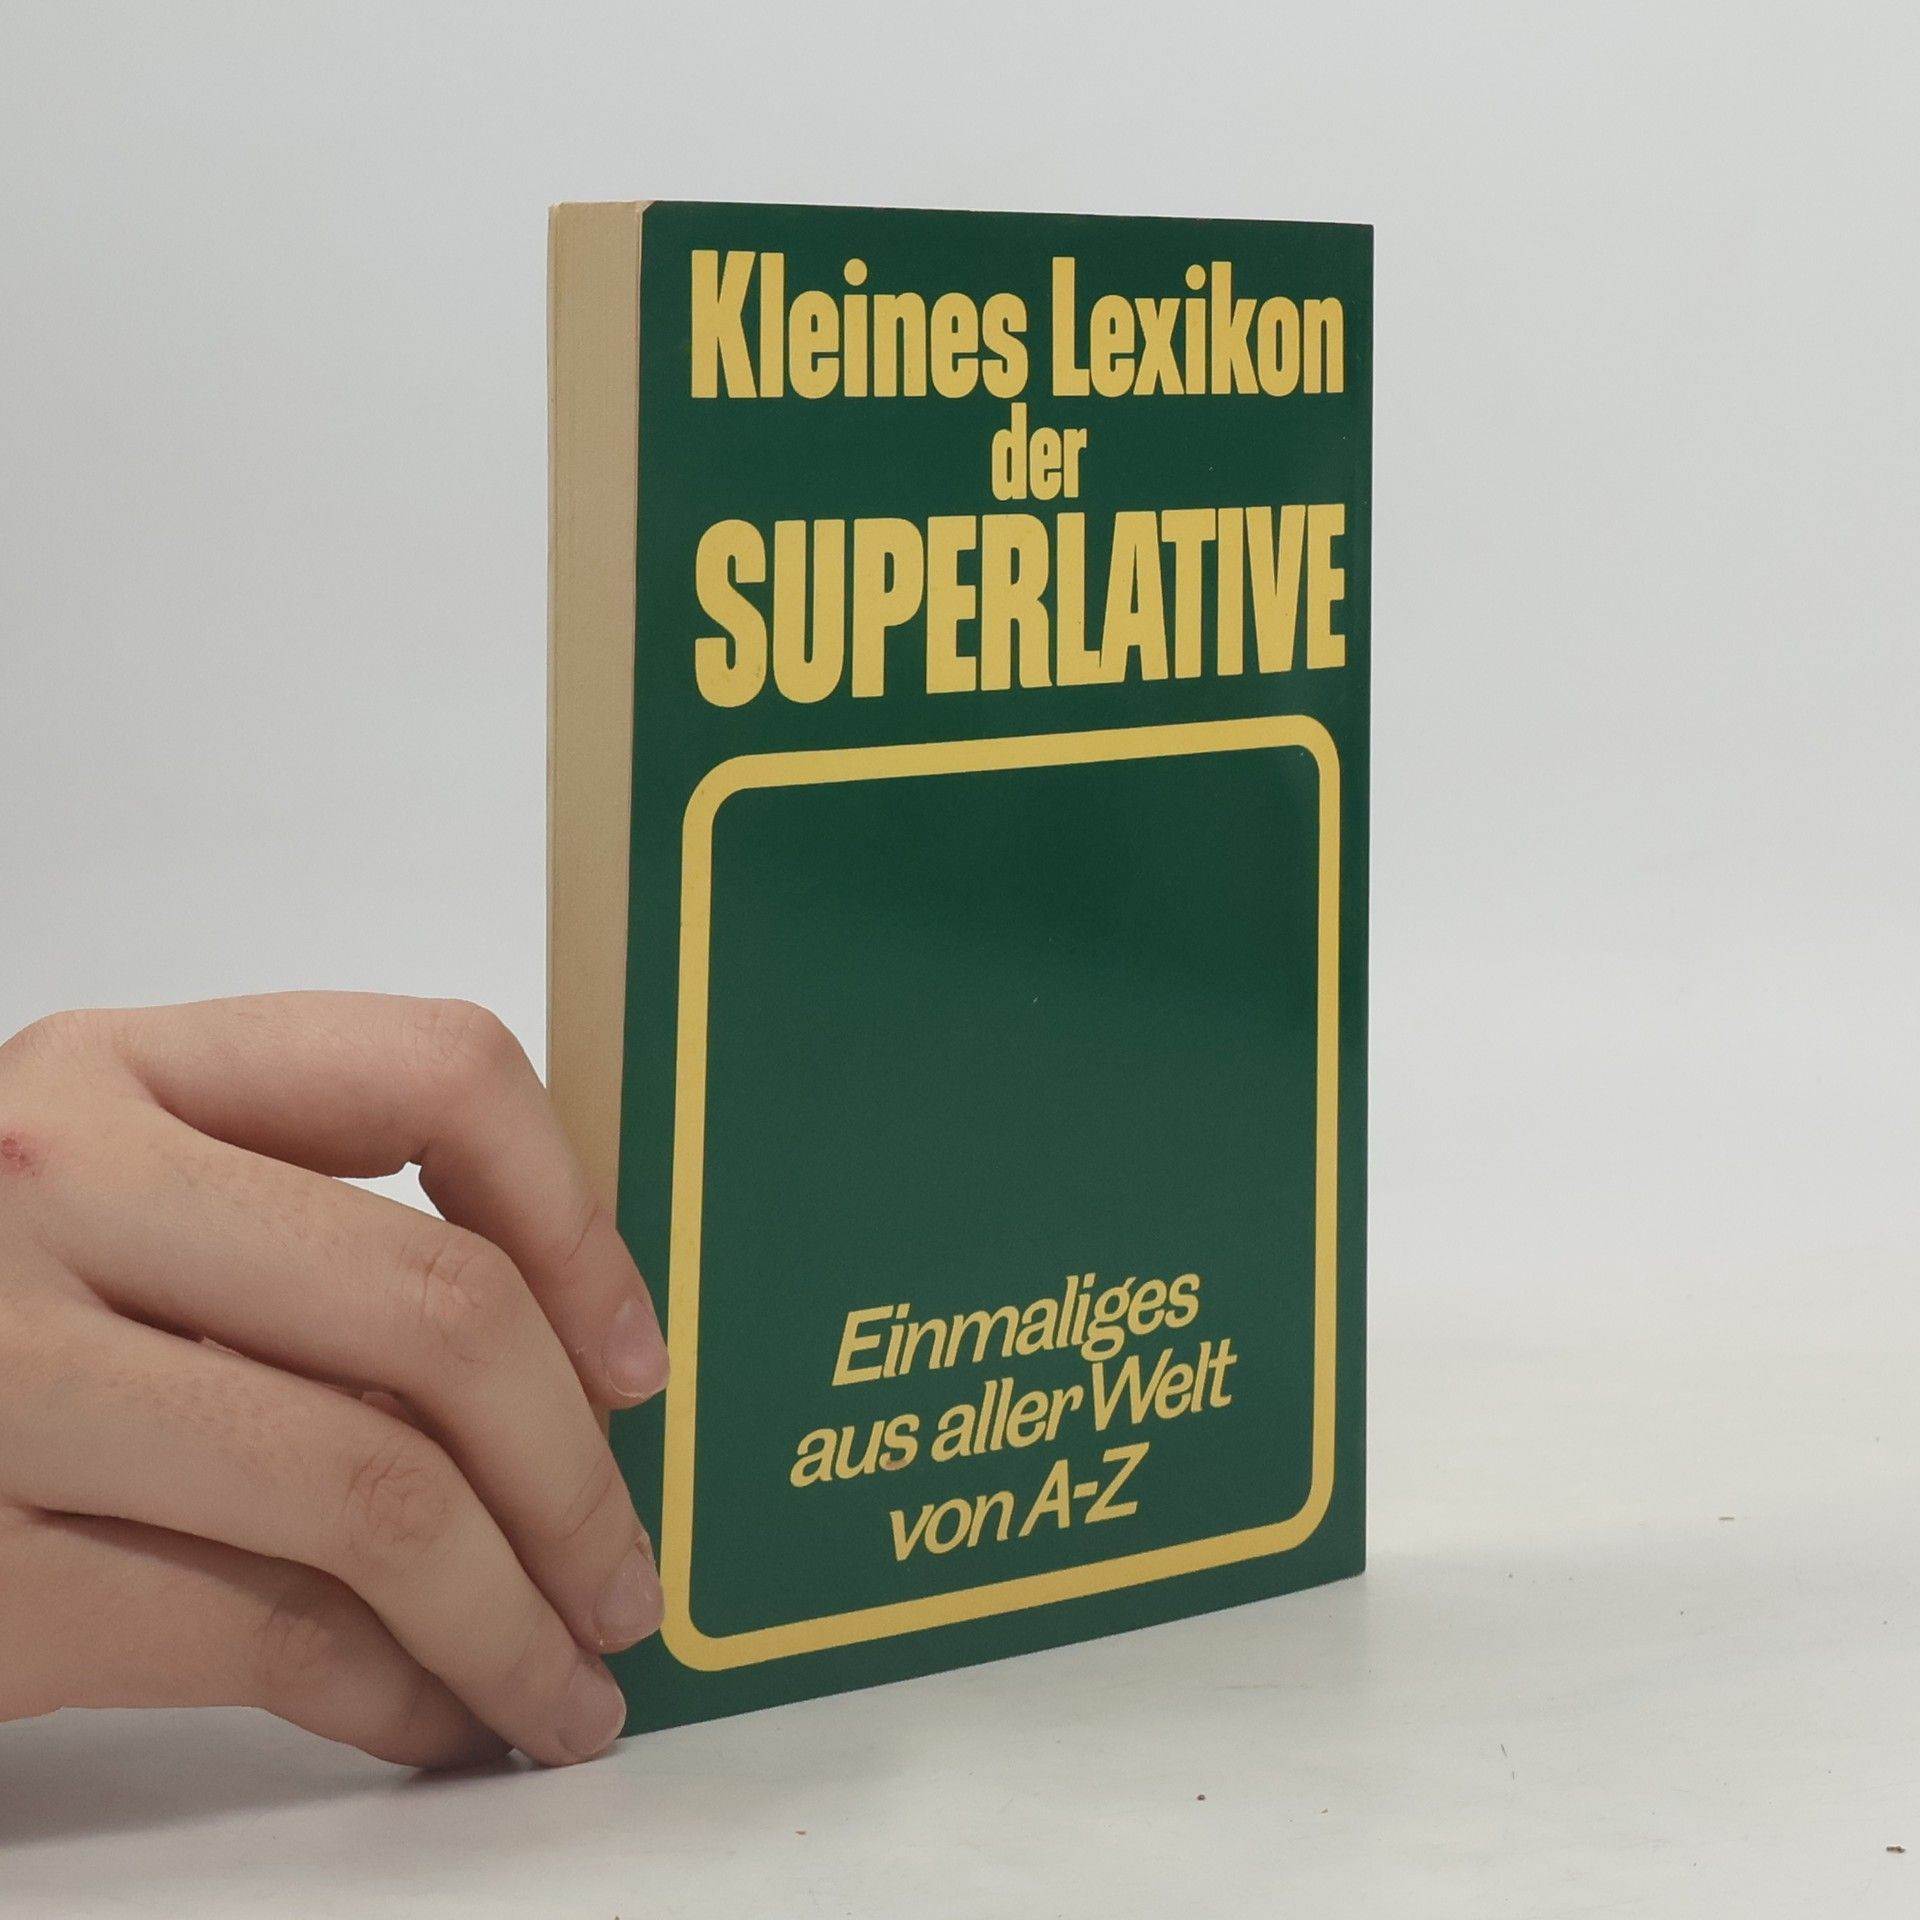 Kleines Lexikon
der
SUPERLATIVE
Einmaliges
aus aller Welt
von A-Z